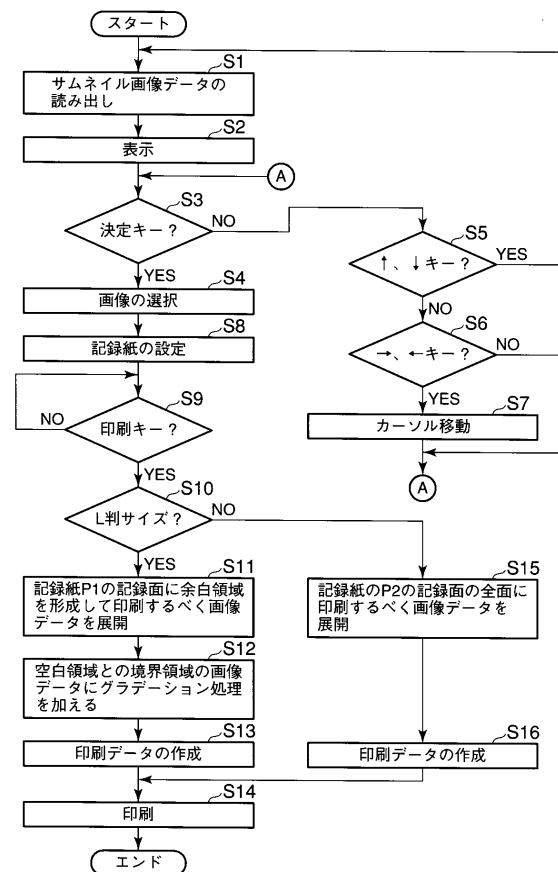 スタート
S1
サムネイル画像データの
読み出し
S2
表示
A
S3
決定キー?
NO
YES
S4
画像の選択
S8
記録紙の設定
S9
印刷キー?
NO
YES
S10
L判サイズ?
NO
YES
S5
↑、↓キー?
YES
NO
S6
→、←キー?
NO
YES
S7
カーソル移動
A
S11
記録紙P1の記録面に余白領域
を形成して印刷するべく画像
データを展開
S12
空白領域との境界領域の画像
データにグラデーション処理
を加える
S13
印刷データの作成
S15
記録紙のP2の記録面の全面に
印刷するべく画像データを
展開
S16
印刷データの作成
S14
印刷
エンド